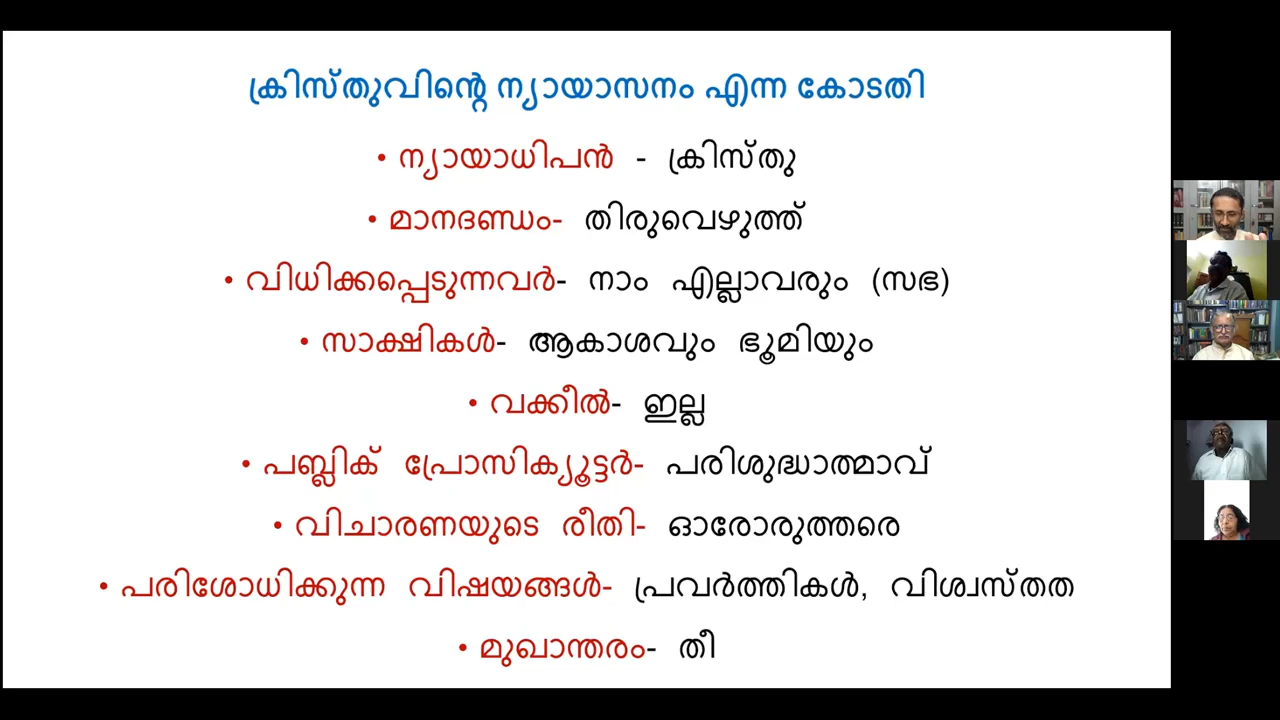 ക്രിസ്തുവിന്റെ ന്യായാസനം എന്ന കോടതി
• ന്യായാധിപൻ - ക്രിസ്തു
• മാനദണ്ഡം- തിരുവെഴുത്ത്
• വിധിക്കപ്പെടുന്നവർ- നാം എല്ലാവരും (സഭ)
• സാക്ഷികൾ- ആകാശവും ഭൂമിയും
• വക്കീൽ- ഇല്ല
• പബ്ലിക് പ്രോസിക്യൂട്ടർ- പരിശുദ്ധാത്മാവ്
• വിചാരണയുടെ രീതി- ഓരോരുത്തരെ
• പരിശോധിക്കുന്ന വിഷയങ്ങൾ- പ്രവർത്തികൾ, വിശ്വസ്തത
• മുഖാന്തരം- തീ